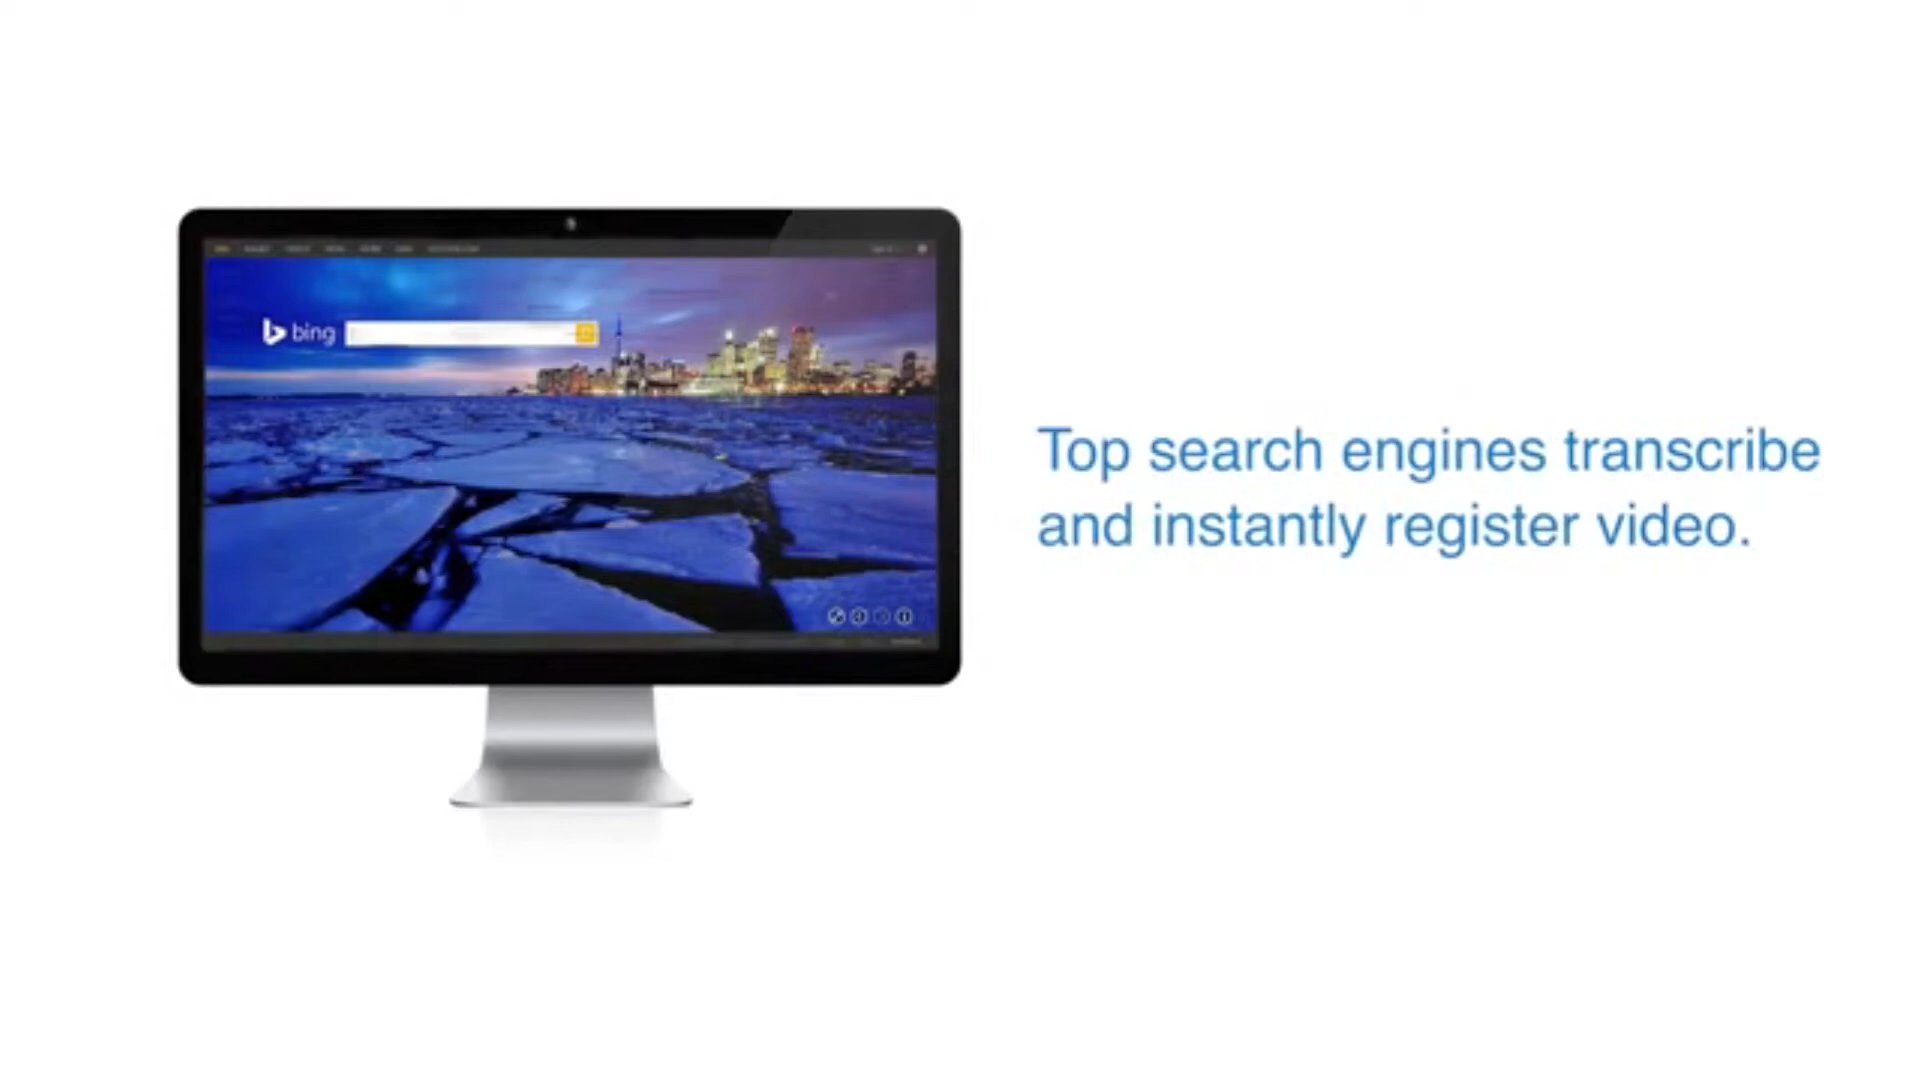 bing
Top search engines transcribe
and instantly register video.